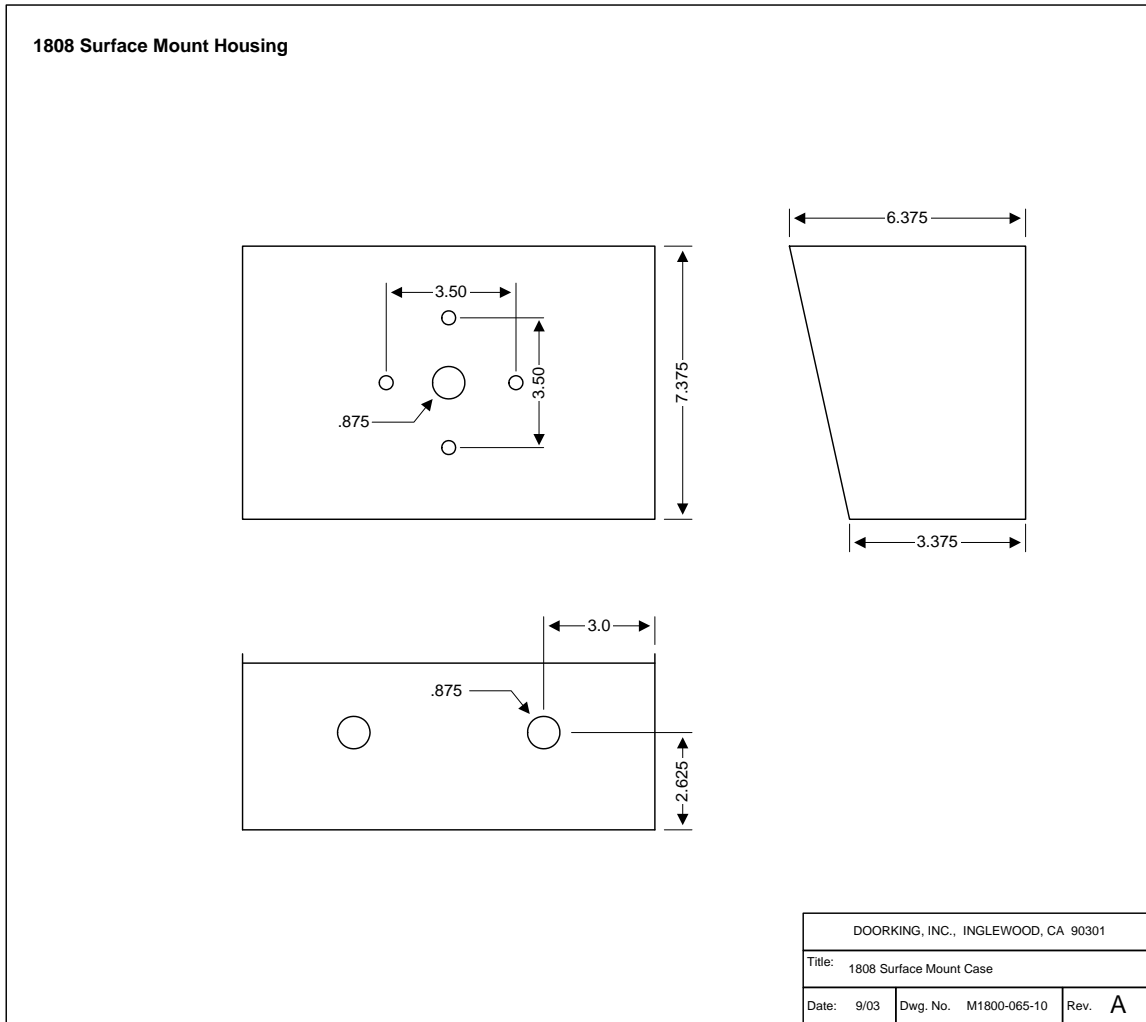 1808 Surface Mount Housing
6.375
3.50
3.50
7.375
.875
3.375
3.0
.875
2.625
DOORKING, INC., INGLEWOOD, CA 90301
Title: 1808 Surface Mount Case
Date: 9/03 Dwg. No. M1800-065-10 Rev. A